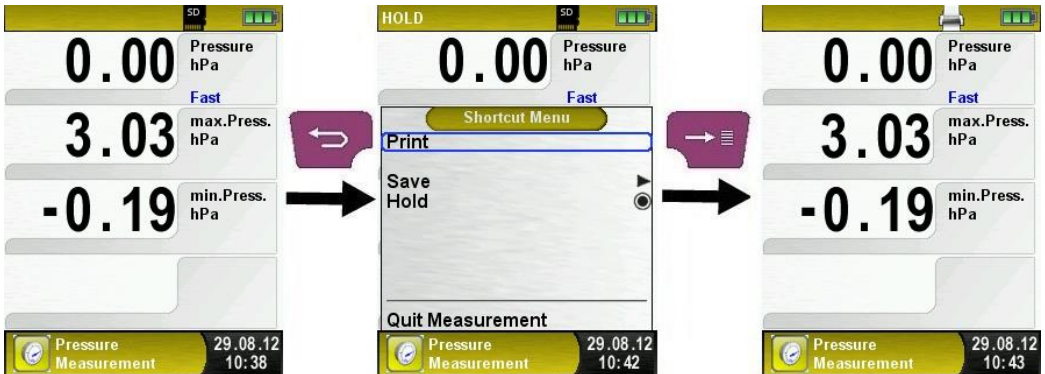 SD
0.00 Pressure
hPa
Fast
3.03 max.Press.
hPa
-0.19 min.Press.
hPa
Pressure 29.08.12
Measurement 10:38
HOLD SD
0.00 Pressure
hPa
Fast
Shortcut Menu
Print
Save
Hold
Quit Measurement
Pressure 29.08.12
Measurement 10:42
0.00 Pressure
hPa
Fast
3.03 max.Press.
hPa
-0.19 min.Press.
hPa
Pressure 29.08.12
Measurement 10:43